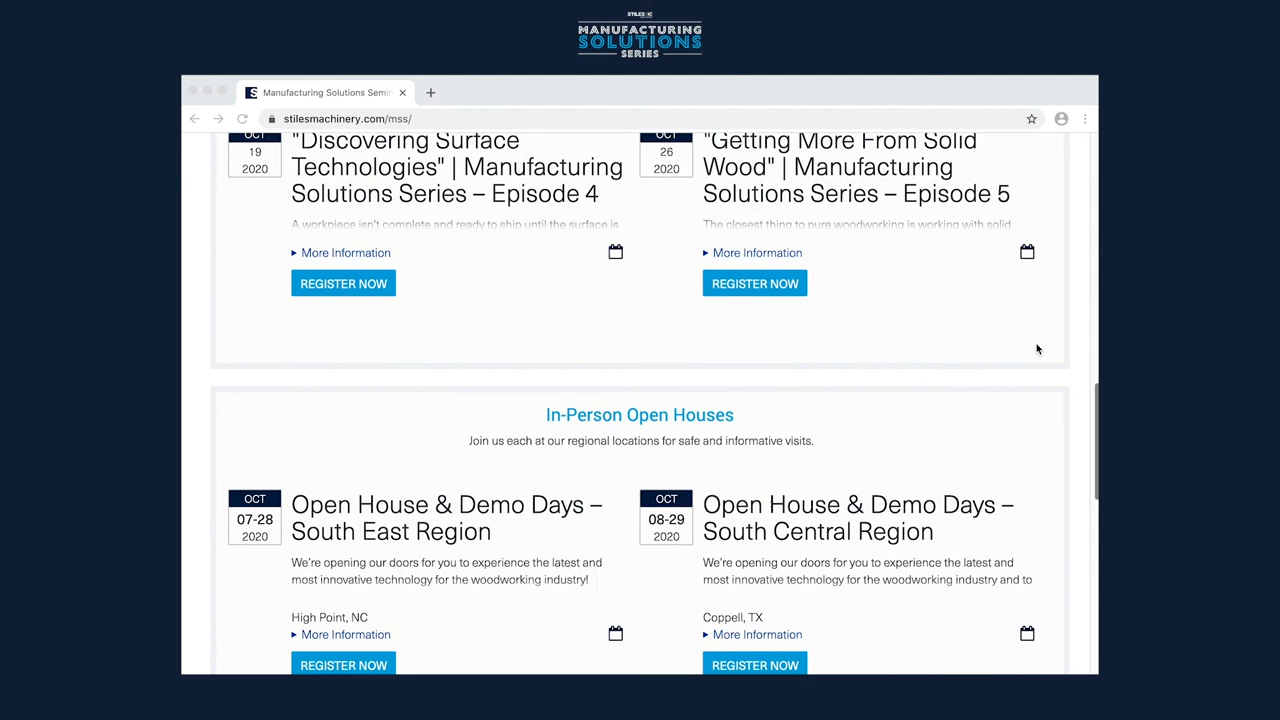 STILES
MANUFACTURING
SOLUTIONS
SERIES
Manufacturing Solutions Semin
stilesmachinery.com/mss/
OCT
19
2020
"Discovering Surface
Technologies" | Manufacturing
Solutions Series – Episode 4
A workpiece isn't complete and ready to ship until the surface is
More Information
REGISTER NOW
OCT
26
2020
"Getting More From Solid
Wood" | Manufacturing
Solutions Series – Episode 5
The closest thing to pure woodworking is working with solid
More Information
REGISTER NOW
In-Person Open Houses
Join us each at our regional locations for safe and informative visits.
OCT
07-28
2020
Open House & Demo Days –
South East Region
We're opening our doors for you to experience the latest and
most innovative technology for the woodworking industry!
High Point, NC
More Information
REGISTER NOW
OCT
08-29
2020
Open House & Demo Days –
South Central Region
We're opening our doors for you to experience the latest and
most innovative technology for the woodworking industry and to
Coppell, TX
More Information
REGISTER NOW